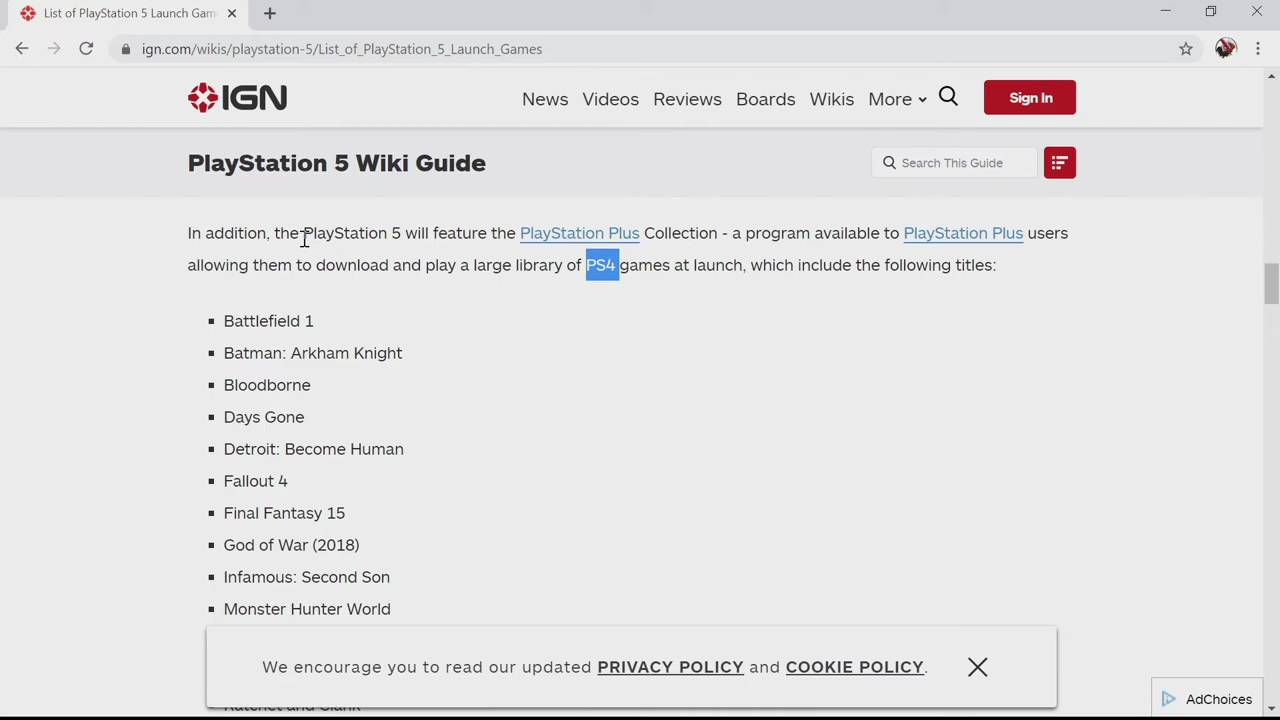 List of PlayStation 5 Launch Gam
ign.com/wikis/playstation-5/List_of_PlayStation_5_Launch_Games
IGN
News Videos Reviews Boards Wikis More
Sign In
PlayStation 5 Wiki Guide
Search This Guide
In addition, the PlayStation 5 will feature the PlayStation Plus Collection - a program available to PlayStation Plus users
allowing them to download and play a large library of PS4 games at launch, which include the following titles:
Battlefield 1
Batman: Arkham Knight
Bloodborne
Days Gone
Detroit: Become Human
Fallout 4
Final Fantasy 15
God of War (2018)
Infamous: Second Son
Monster Hunter World
We encourage you to read our updated PRIVACY POLICY and COOKIE POLICY.
Ratchet and Clank
AdChoices